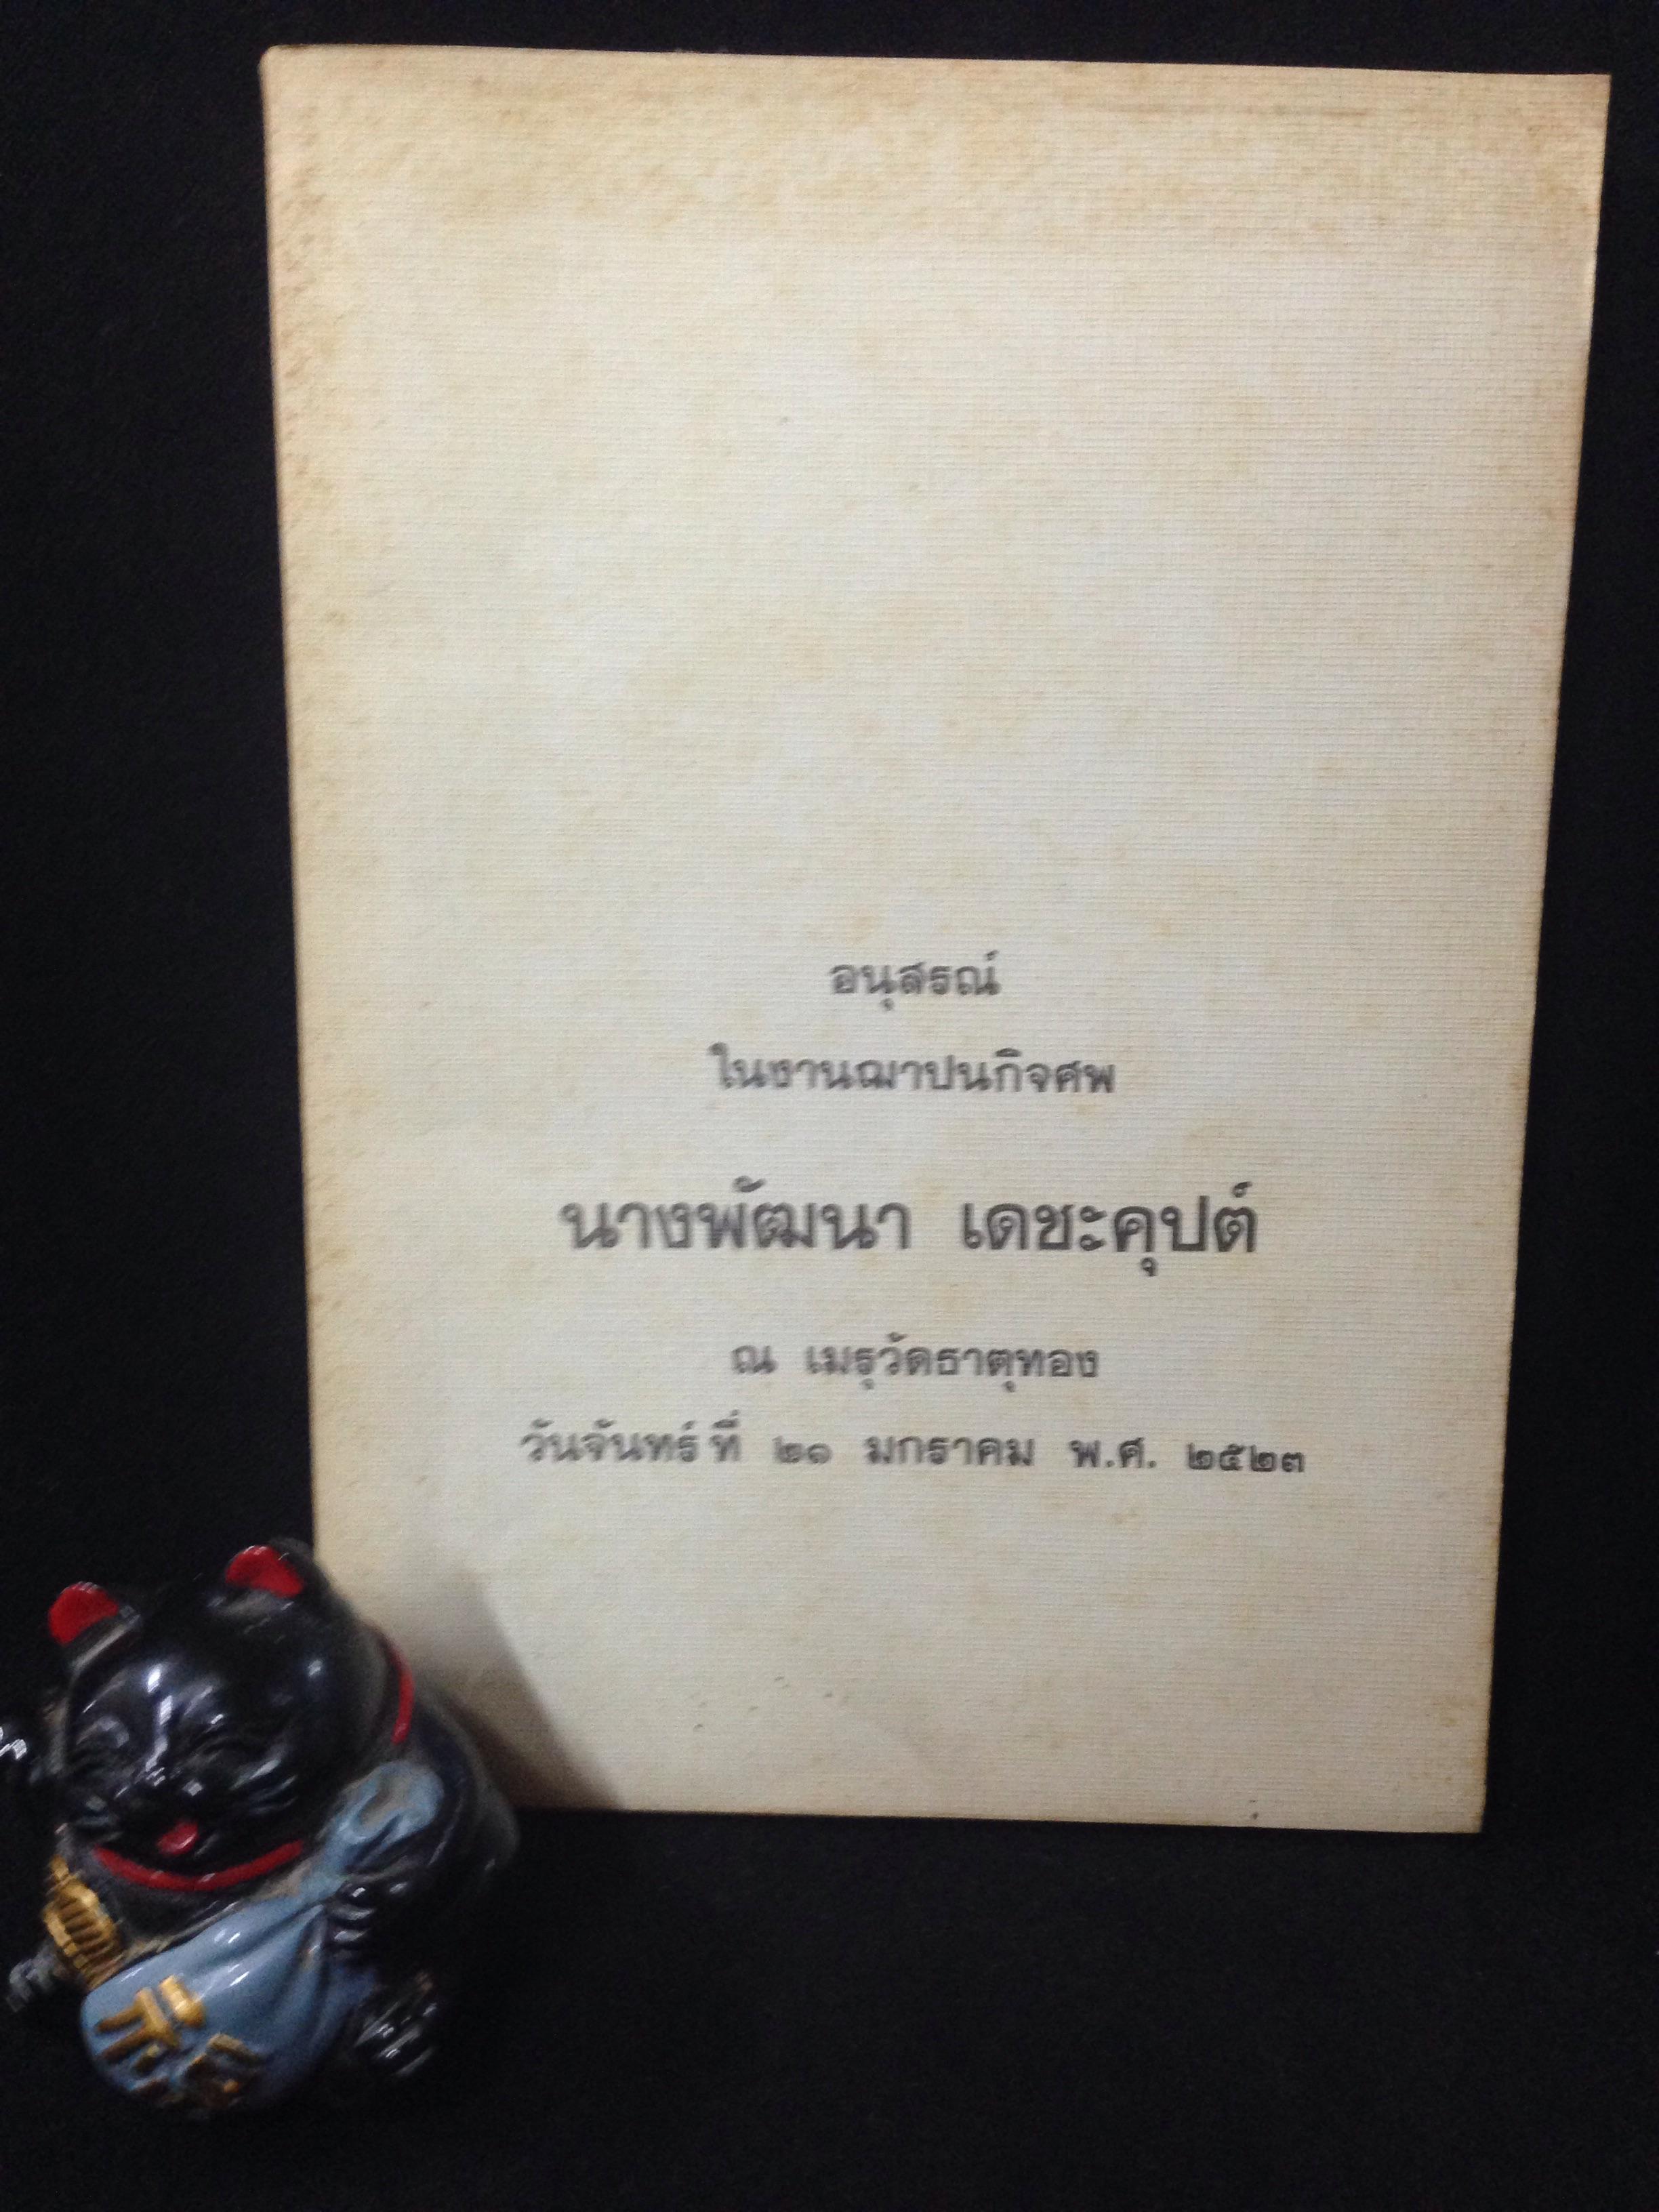 อนุสรณ์
ในงานฌาปนกิจศพ
นางพัฒนา เดชะคุปต์
ณ เมรุวัดธาตุทอง
วันจันทร์ที่ ๒๑ มกราคม พ.ศ. ๒๕๒๓